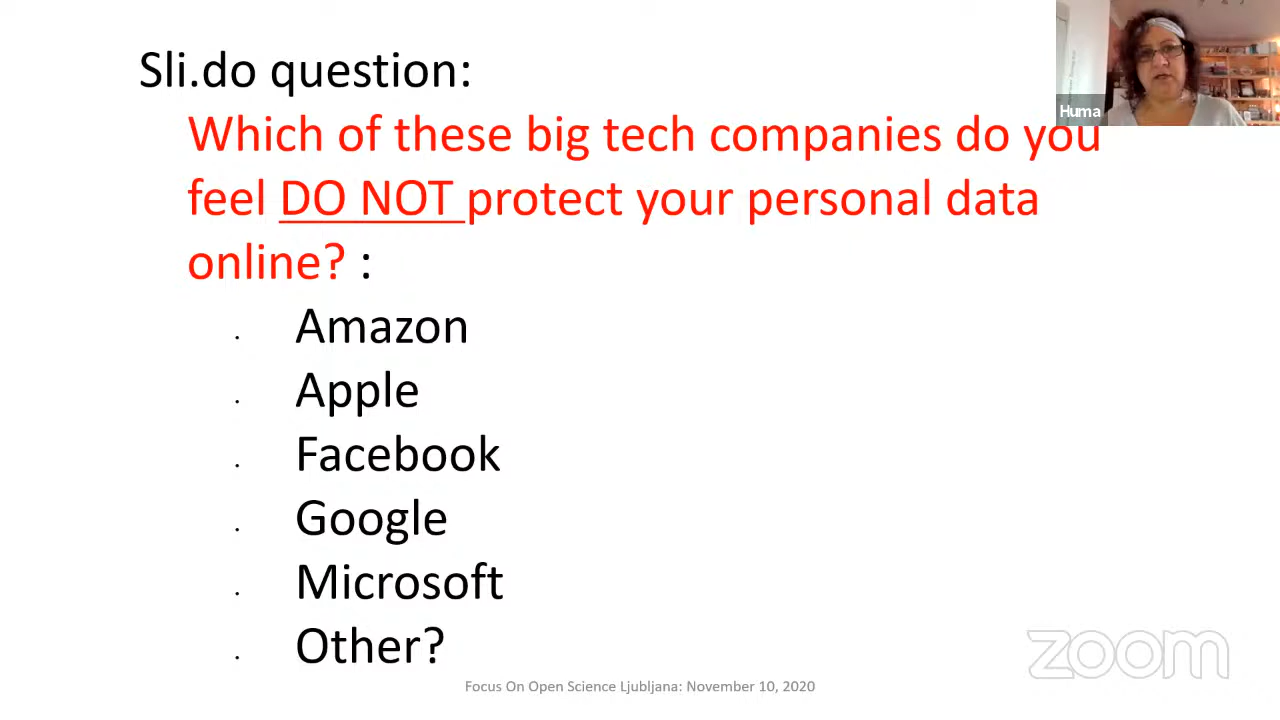 Sli.do question:
Huma
Which of these big tech companies do you
feel DO NOT protect your personal data
online? :
. Amazon
. Apple
. Facebook
. Google
. Microsoft
. Other?
zoom
Focus On Open Science Ljubljana: November 10, 2020